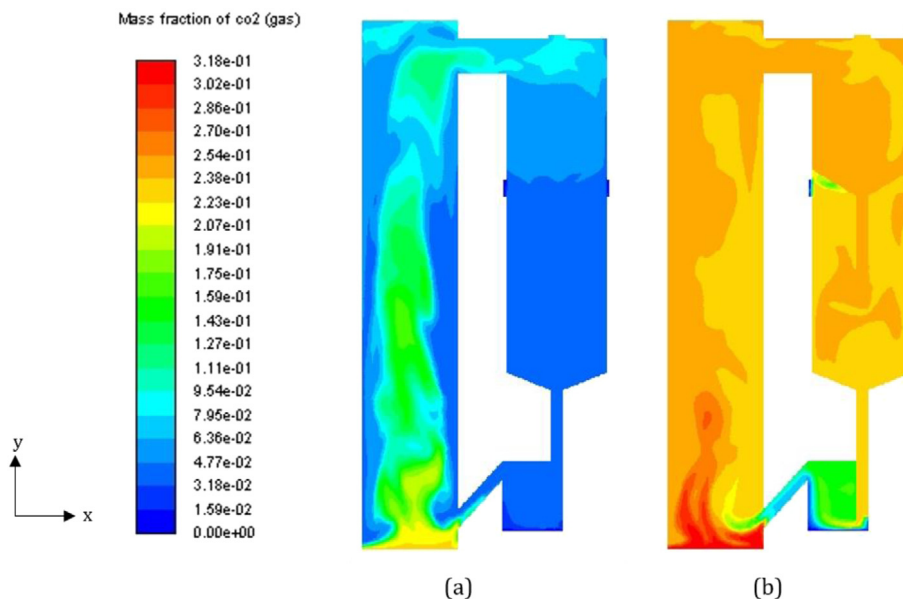 Mass fraction of co2 (gas)
3.18e-01
3.02e-01
2.86e-01
2.70e-01
2.54e-01
2.38e-01
2.23e-01
2.07e-01
1.91e-01
1.75e-01
1.59e-01
1.43e-01
1.27e-01
1.11e-01
9.54e-02
7.95e-02
6.36e-02
4.77e-02
3.18e-02
1.59e-02
0.00e+00
y
x
(a)
(b)